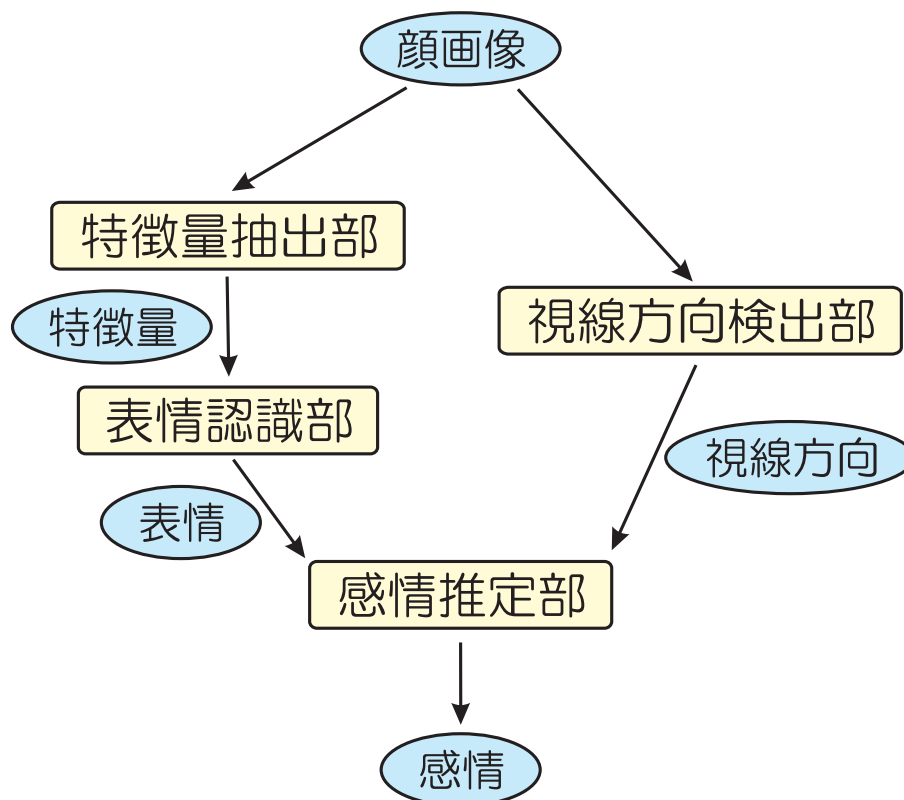 顔画像
特徴量抽出部
視線方向検出部
特徴量
表情認識部
視線方向
表情
感情推定部
感情